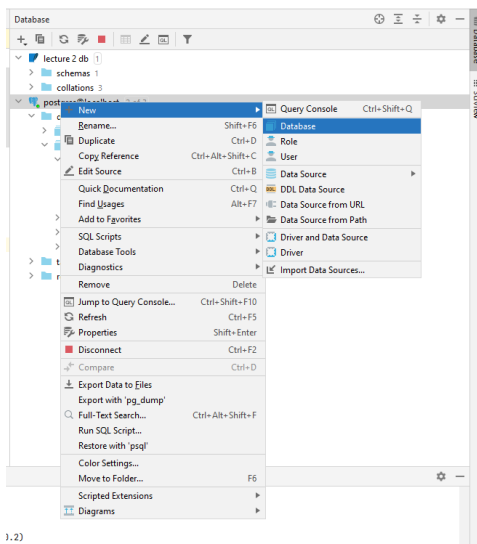 Database
lecture 2 db 1
schemas 1
collations 3
New
Query Console Ctrl+Shift+Q
Rename... Shift+F6
Database
Duplicate Ctrl+D
Role
Copy Reference Ctrl+Alt+Shift+C
User
Edit Source Ctrl+B
Data Source
Quick Documentation Ctrl+Q
DDL Data Source
Find Usages Alt+F7
Data Source from URL
Add to Favorites
Data Source from Path
SQL Scripts
Driver and Data Source
Database Tools
Driver
Diagnostics
Import Data Sources...
Remove Delete
Jump to Query Console... Ctrl+Shift+F10
Refresh Ctrl+F5
Properties Shift+Enter
Disconnect Ctrl+F2
Compare Ctrl+D
Export Data to Files
Export with 'pg_dump'
Full-Text Search... Ctrl+Alt+Shift+F
Run SQL Script...
Restore with 'psql'
Color Settings...
Move to Folder... F6
Scripted Extensions
Diagrams
).2)